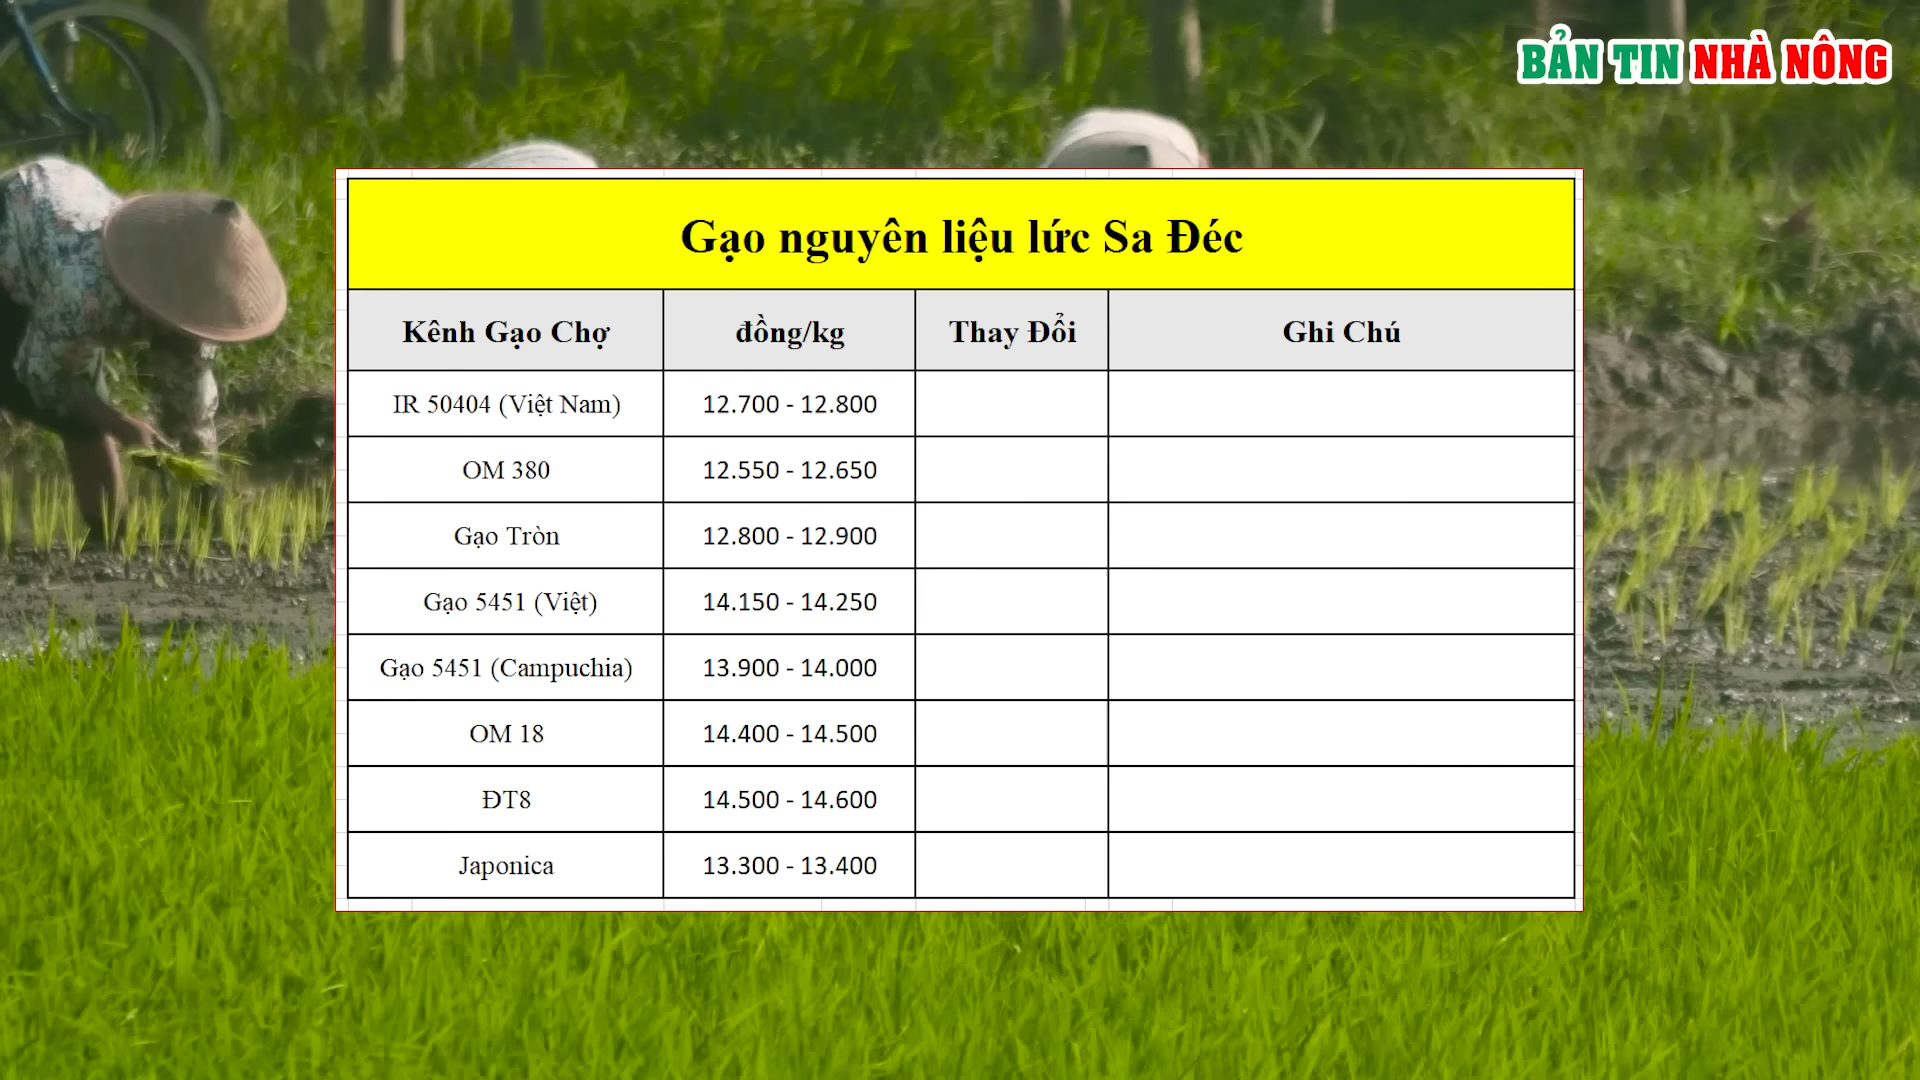 BẢN TIN NHÀ NÔNG
Gạo nguyên liệu lức Sa Đéc
Kênh Gạo Chợ đồng/kg Thay Đổi Ghi Chú
IR 50404 (Việt Nam) 12.700 - 12.800
OM 380 12.550 - 12.650
Gạo Tròn 12.800 - 12.900
Gạo 5451 (Việt) 14.150 - 14.250
Gạo 5451 (Campuchia) 13.900 - 14.000
OM 18 14.400 - 14.500
ĐT8 14.500 - 14.600
Japonica 13.300 - 13.400